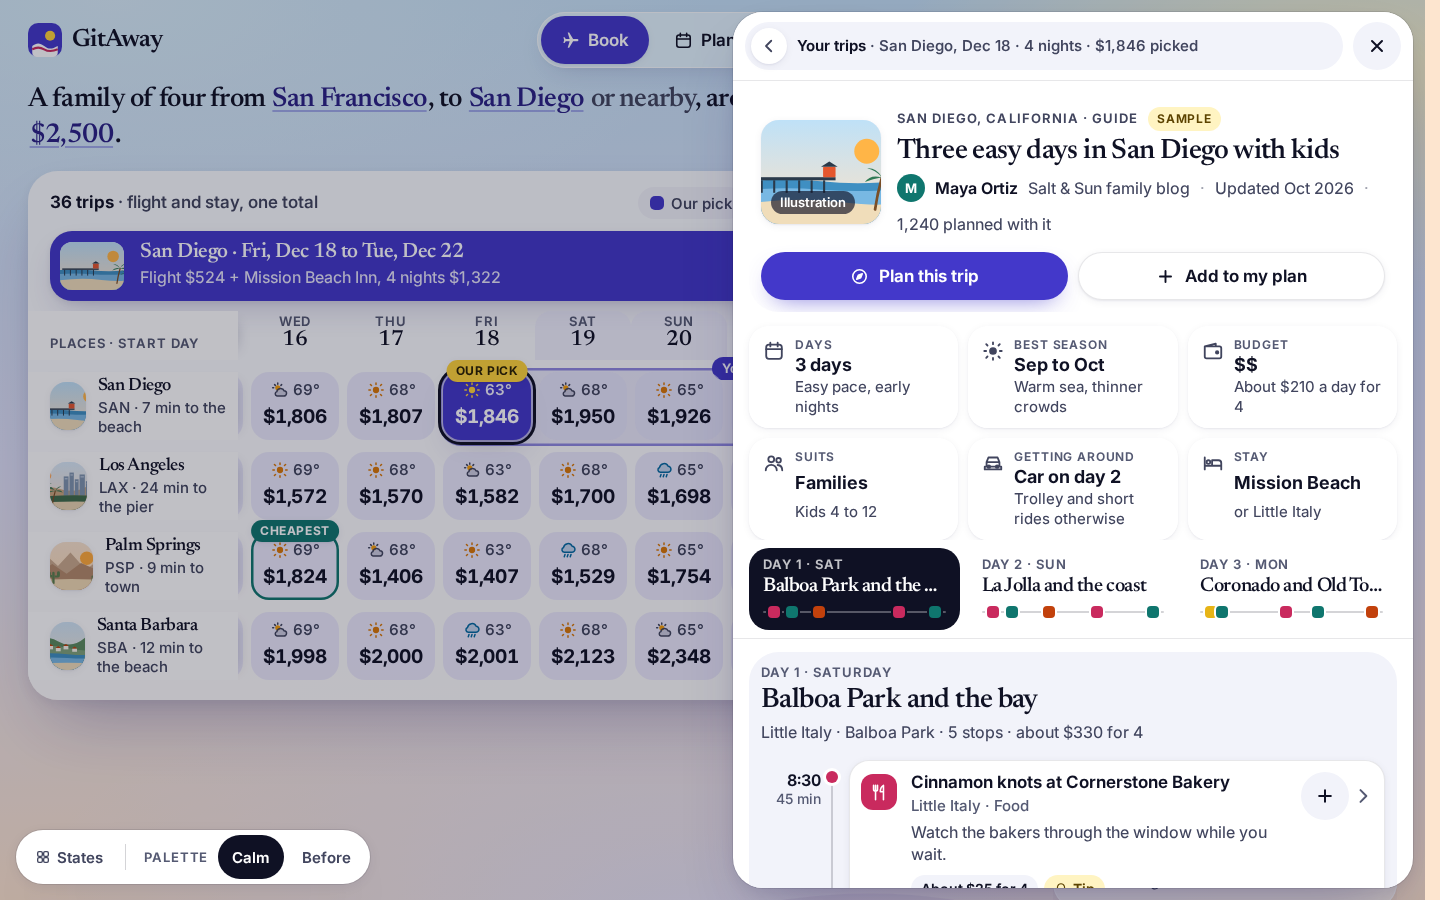 GitAway
Book
Plan
A family of four from San Francisco, to San Diego or nearby, are
$2,500.
36 trips · flight and stay, one total
Our pick
San Diego · Fri, Dec 18 to Tue, Dec 22
Flight $524 + Mission Beach Inn, 4 nights $1,322
PLACES · START DAY
WED 16
THU 17
FRI 18
SAT 19
SUN 20
OUR PICK
San Diego
SAN · 7 min to the
beach
69° 68° 63° 68° 65°
$1,806 $1,807 $1,846 $1,950 $1,926
Los Angeles
LAX · 24 min to
the pier
69° 68° 63° 70° 65°
$1,572 $1,570 $1,582 $1,700 $1,698
CHEAPEST
Palm Springs
PSP · 9 min to
town
69° 68° 63° 68° 65°
$1,824 $1,406 $1,407 $1,529 $1,754
Santa Barbara
SBA · 12 min to
the beach
69° 68° 63° 68° 65°
$1,998 $2,000 $2,001 $2,123 $2,348
States
PALETTE
Calm
Before
Your trips · San Diego, Dec 18 · 4 nights · $1,846 picked
SAN DIEGO, CALIFORNIA · GUIDE SAMPLE
Three easy days in San Diego with kids
Illustration
M Maya Ortiz Salt & Sun family blog · Updated Oct 2026 ·
1,240 planned with it
Plan this trip
Add to my plan
DAYS
3 days
Easy pace, early
nights
BEST SEASON
Sep to Oct
Warm sea, thinner
crowds
BUDGET
$$
About $210 a day for
4
SUITS
Families
Kids 4 to 12
GETTING AROUND
Car on day 2
Trolley and short
rides otherwise
STAY
Mission Beach
or Little Italy
DAY 1 · SAT
Balboa Park and the ...
DAY 2 · SUN
La Jolla and the coast
DAY 3 · MON
Coronado and Old To...
DAY 1 · SATURDAY
Balboa Park and the bay
Little Italy · Balboa Park · 5 stops · about $330 for 4
8:30
45 min
Cinnamon knots at Cornerstone Bakery
Little Italy · Food
Watch the bakers through the window while you
wait.
About $25 for 4
Tip